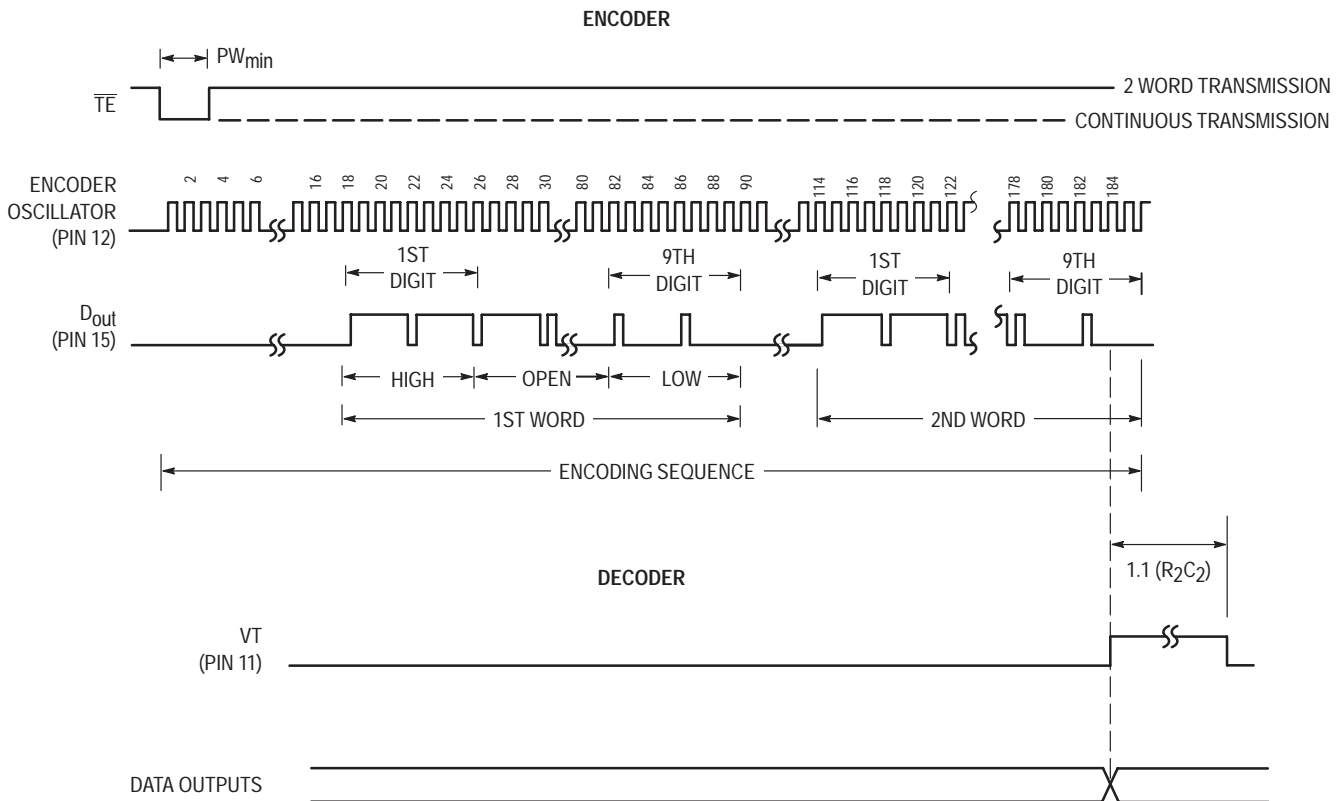 ENCODER
PWmin
TE
2 WORD TRANSMISSION
CONTINUOUS TRANSMISSION
ENCODER
OSCILLATOR
(PIN 12)
2 4 6 16 18 20 22 24 26 28 30 80 82 84 86 88 90 114 116 118 120 122 178 180 182 184
1ST
DIGIT
9TH
DIGIT
1ST
DIGIT
9TH
DIGIT
Dout
(PIN 15)
HIGH OPEN LOW
1ST WORD 2ND WORD
ENCODING SEQUENCE
1.1 (R2C2)
DECODER
VT
(PIN 11)
DATA OUTPUTS